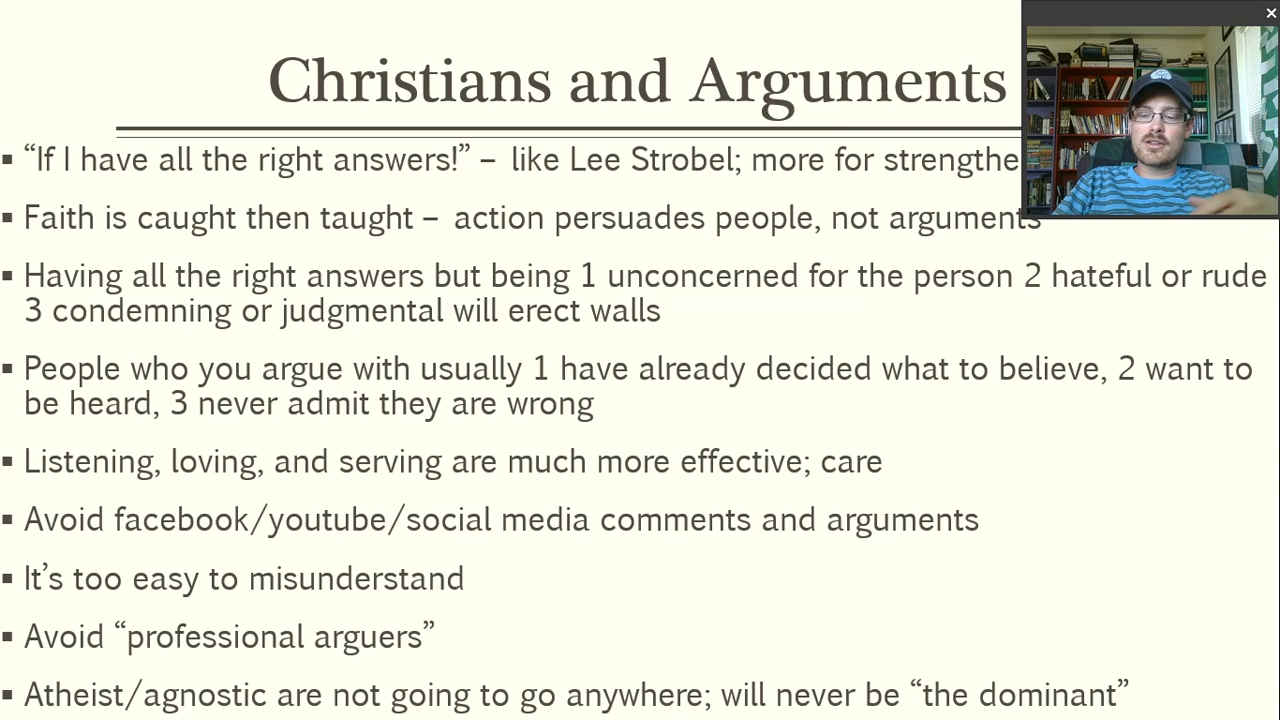 Christians and Arguments
▪ “If I have all the right answers!” – like Lee Strobel; more for
▪ Faith is caught then taught – action persuades people, not arguments
▪ Having all the right answers but being 1 unconcerned for the person 2 hateful or rude
3 condemning or judgmental will erect walls
▪ People who you argue with usually 1 have already decided what to believe, 2 want to
be heard, 3 never admit they are wrong
▪ Listening, loving, and serving are much more effective; care
▪ Avoid facebook/youtube/social media comments and arguments
▪ It’s too easy to misunderstand
▪ Avoid “professional arguers”
▪ Atheist/agnostic are not going to go anywhere; will never be “the dominant”